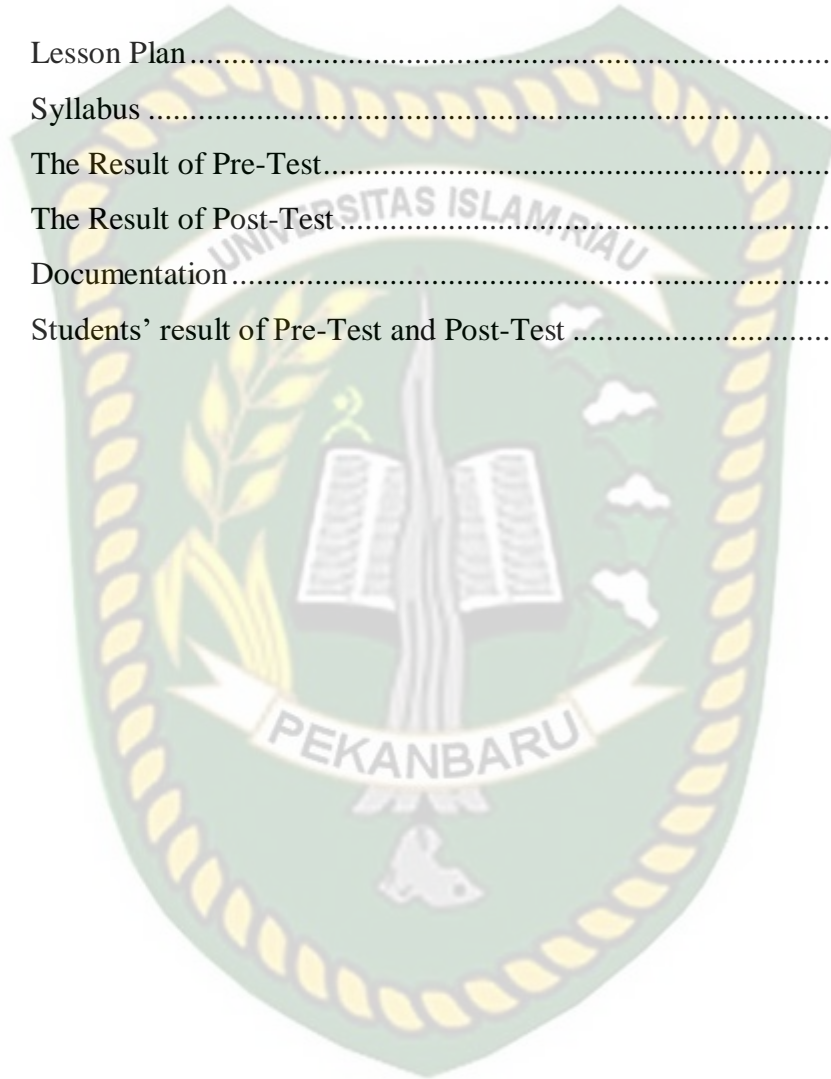 Lesson Plan................................................................................
Syllabus .....................................................................................
The Result of Pre-Test...............................................................
UNIVERSITAS ISLAM RIAU
The Result of Post-Test .............................................................
Documentation...........................................................................
Students’ result of Pre-Test and Post-Test ................................
PEKANBARU